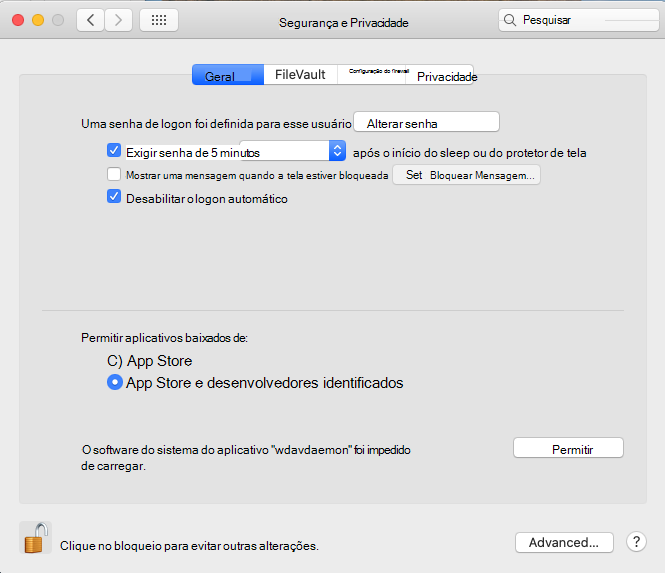 Segurança e Privacidade
Pesquisar
Geral
FileVault
Configuração do firewall
Privacidade
Uma senha de logon foi definida para esse usuário
Alterar senha
Exigir senha de 5 minutos
após o início do sleep ou do protetor de tela
Mostrar uma mensagem quando a tela estiver bloqueada
Set Bloquear Mensagem...
Desabilitar o logon automático
Permitir aplicativos baixados de:
C) App Store
App Store e desenvolvedores identificados
O software do sistema do aplicativo "wdavdaemon" foi impedido
de carregar.
Permitir
Clique no bloqueio para evitar outras alterações.
Advanced...
?